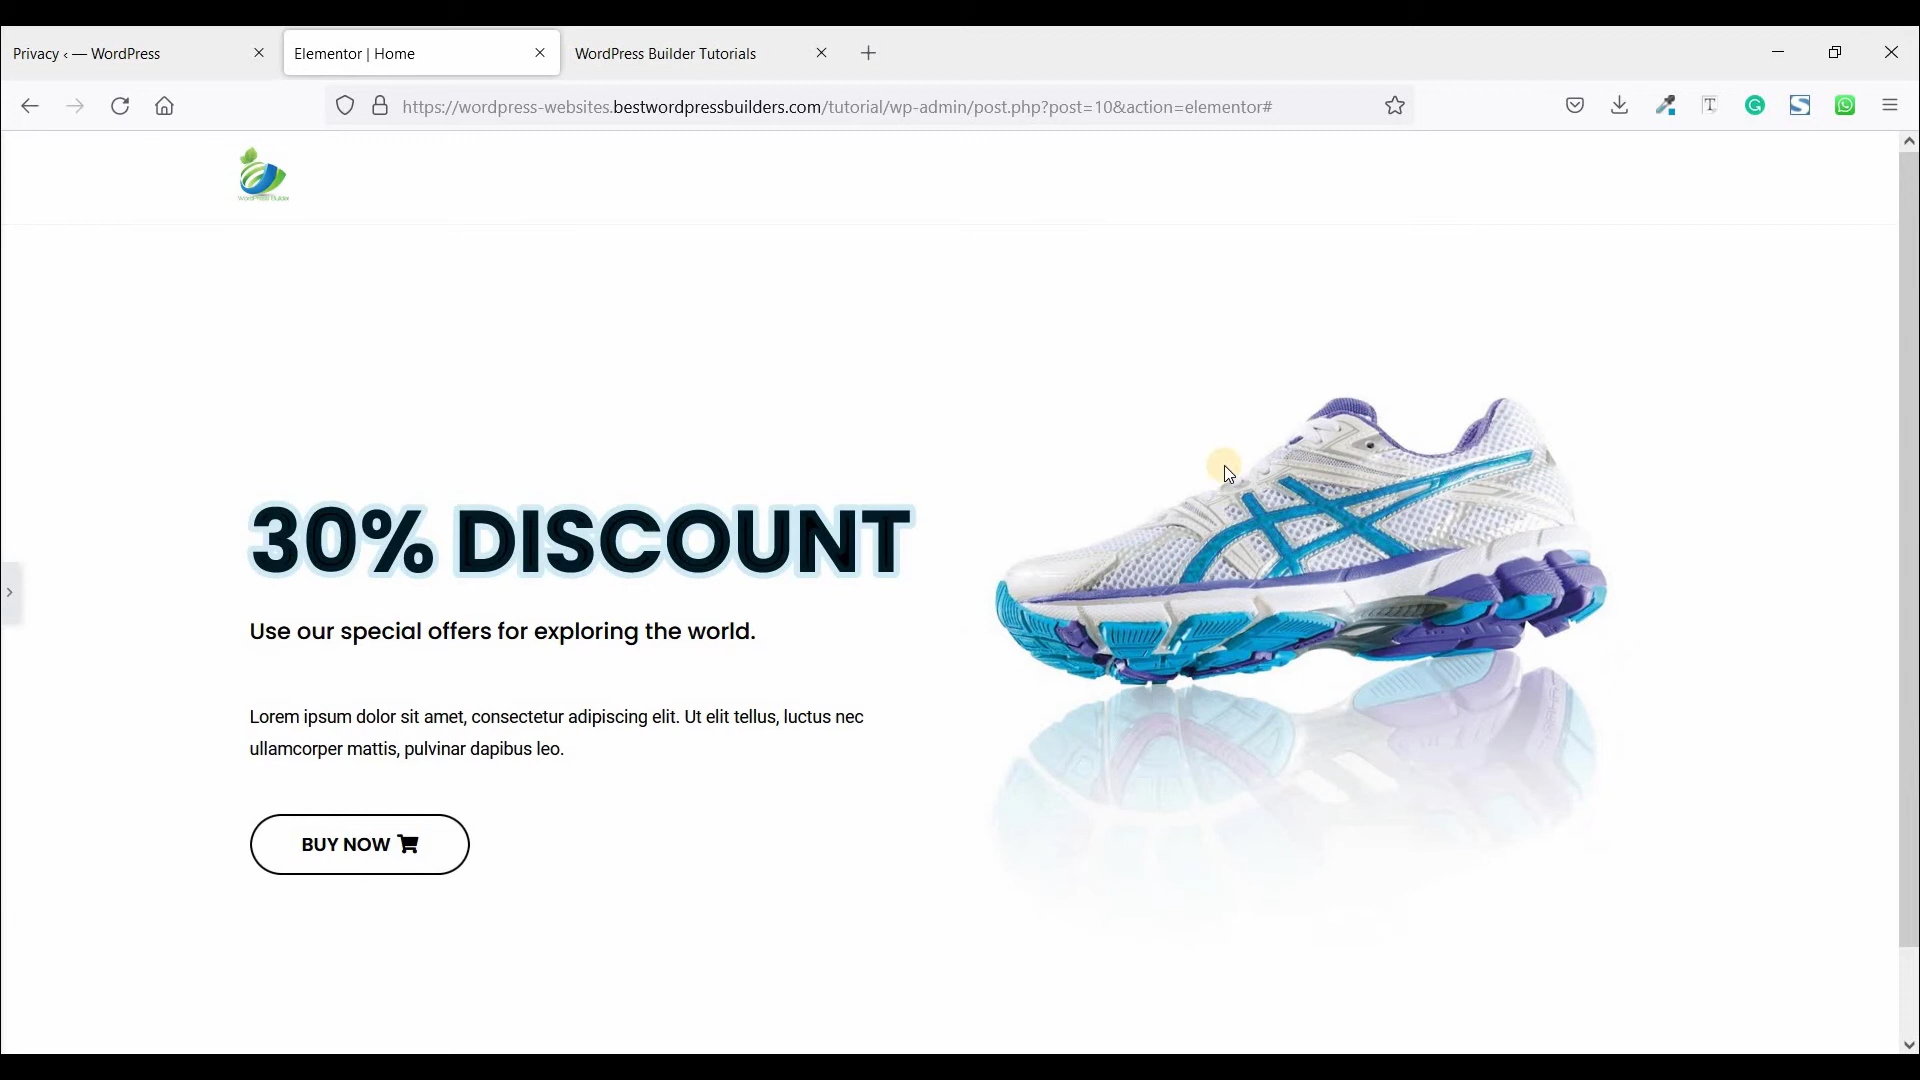 Privacy ‹ — WordPress
Elementor | Home
WordPress Builder Tutorials
https://wordpress-websites.bestwordpressbuilders.com/tutorial/wp-admin/post.php?post=10&action=elementor#
WordPress Builder
30% DISCOUNT
Use our special offers for exploring the world.
Lorem ipsum dolor sit amet, consectetur adipiscing elit. Ut elit tellus, luctus nec
ullamcorper mattis, pulvinar dapibus leo.
BUY NOW